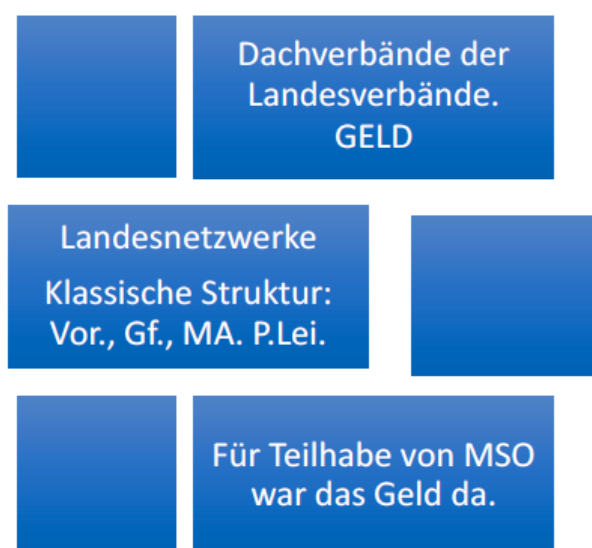 Dachverbände der
Landesverbände.
GELD
Landesnetzwerke
Klassische Struktur:
Vor., Gf., MA. P.Lei.
Für Teilhabe von MSO
war das Geld da.